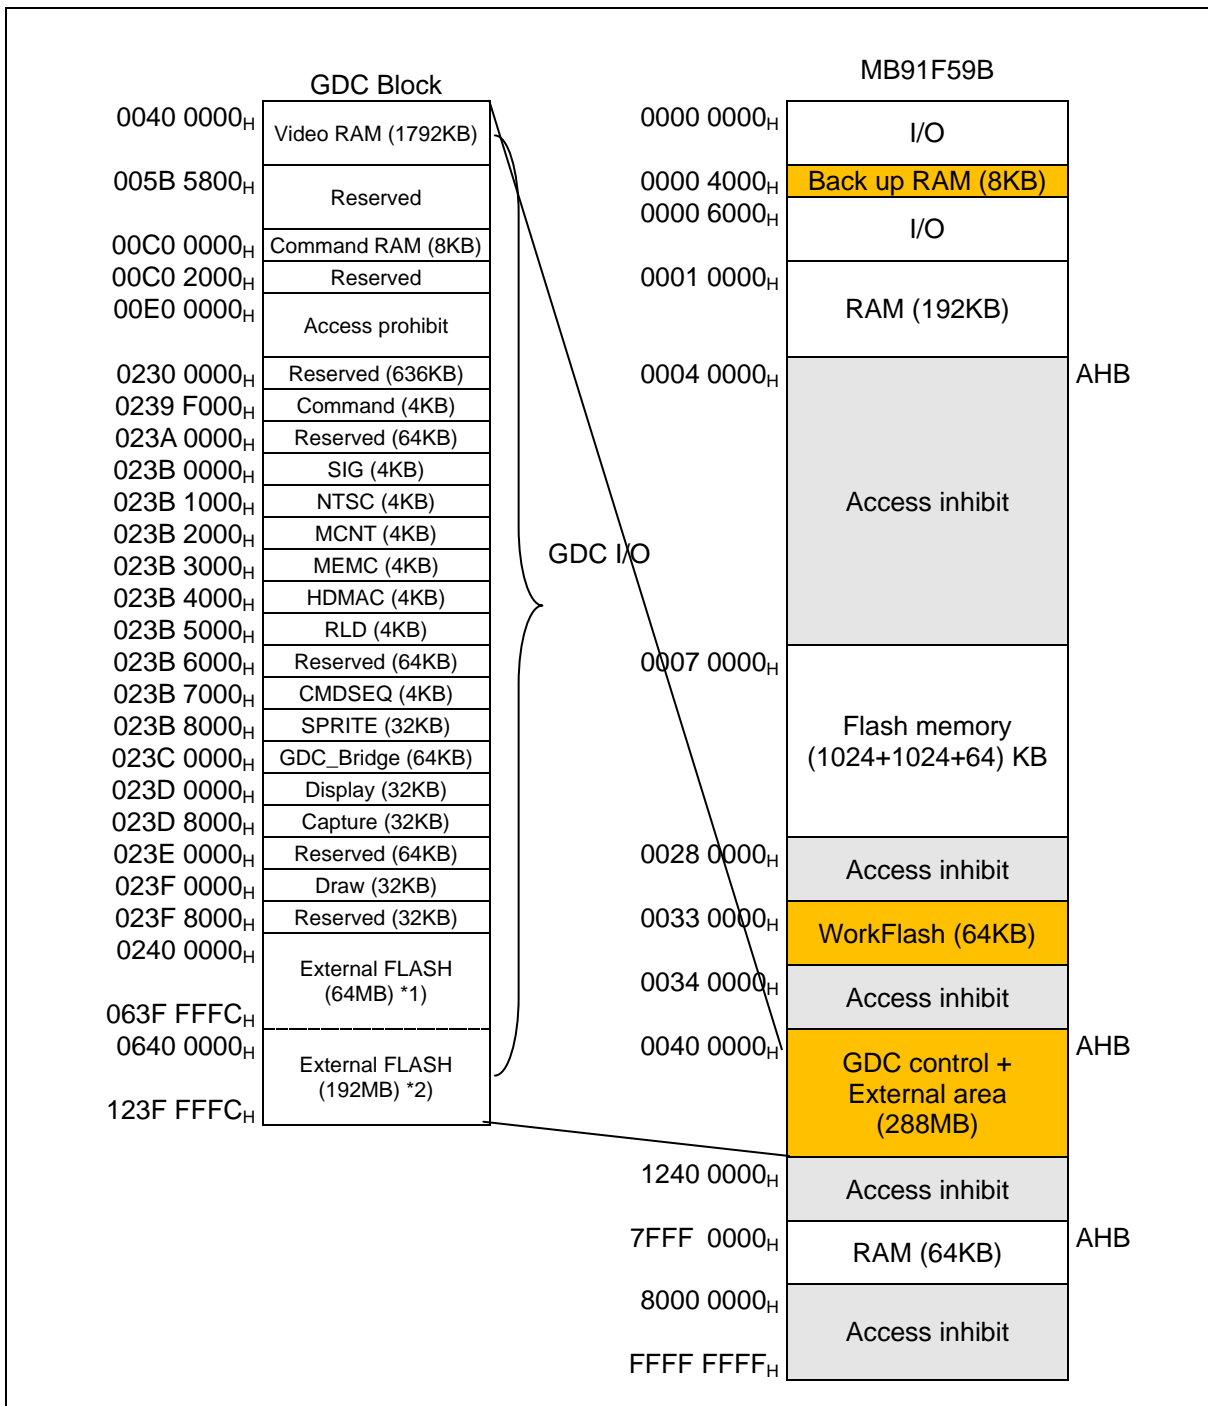 GDC Block
0040 0000H
Video RAM (1792KB)
005B 5800H
Reserved
00C0 0000H
Command RAM (8KB)
00C0 2000H
Reserved
00E0 0000H
Access prohibit
0230 0000H
Reserved (636KB)
0239 F000H
Command (4KB)
023A 0000H
Reserved (64KB)
023B 0000H
SIG (4KB)
023B 1000H
NTSC (4KB)
023B 2000H
MCNT (4KB)
023B 3000H
MEMC (4KB)
023B 4000H
HDMAC (4KB)
023B 5000H
RLD (4KB)
023B 6000H
Reserved (64KB)
023B 7000H
CMDSEQ (4KB)
023B 8000H
SPRITE (32KB)
023C 0000H
GDC_Bridge (64KB)
023D 0000H
Display (32KB)
023D 8000H
Capture (32KB)
023E 0000H
Reserved (64KB)
023F 0000H
Draw (32KB)
023F 8000H
Reserved (32KB)
0240 0000H
External FLASH
(64MB) *1)
063F FFFCH
0640 0000H
External FLASH
(192MB) *2)
123F FFFCH
GDC I/O
MB91F59B
0000 0000H
I/O
0000 4000H
Back up RAM (8KB)
0000 6000H
I/O
0001 0000H
RAM (192KB)
0004 0000H
AHB
Access inhibit
0007 0000H
Flash memory
(1024+1024+64) KB
0028 0000H
Access inhibit
0033 0000H
WorkFlash (64KB)
0034 0000H
Access inhibit
0040 0000H
AHB
GDC control +
External area
(288MB)
1240 0000H
Access inhibit
7FFF 0000H
AHB
RAM (64KB)
8000 0000H
Access inhibit
FFFF FFFFH